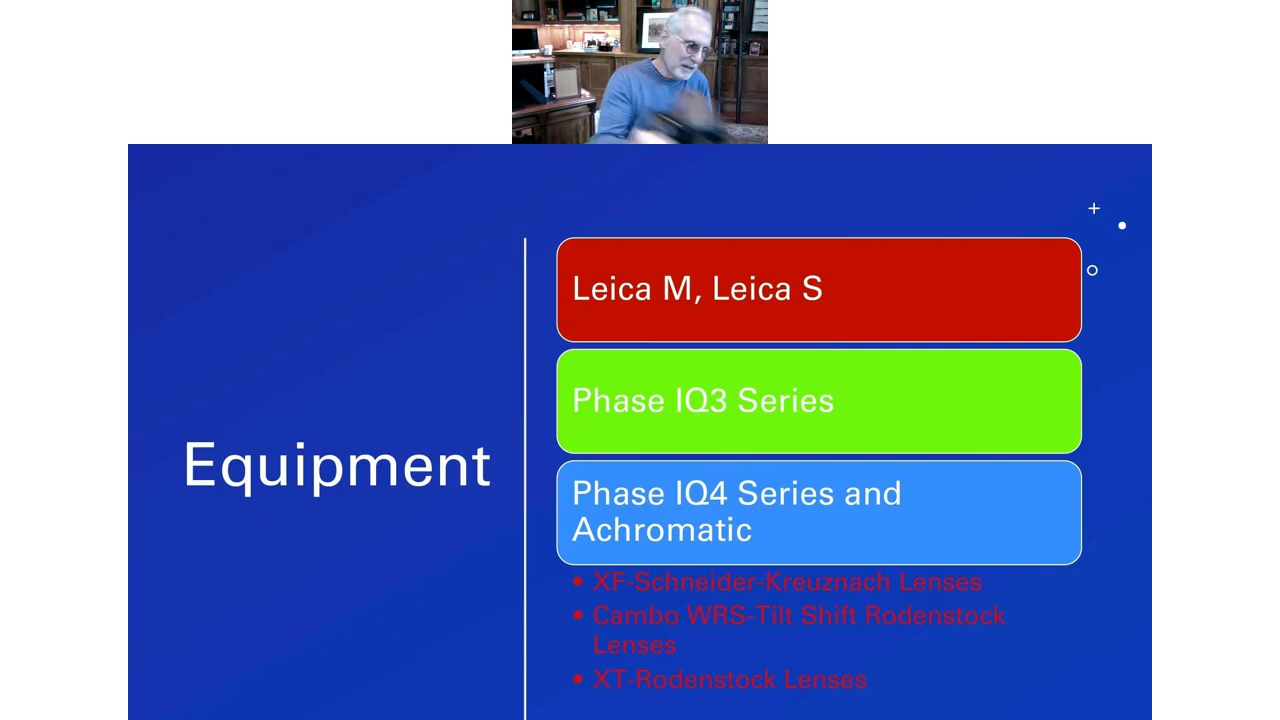 Leica M, Leica S
Phase IQ3 Series
Equipment
Phase IQ4 Series and
Achromatic
• XF-Schneider-Kreuznach Lenses
• Cambo WRS-Tilt Shift Rodenstock
Lenses
• XT-Rodenstock Lenses